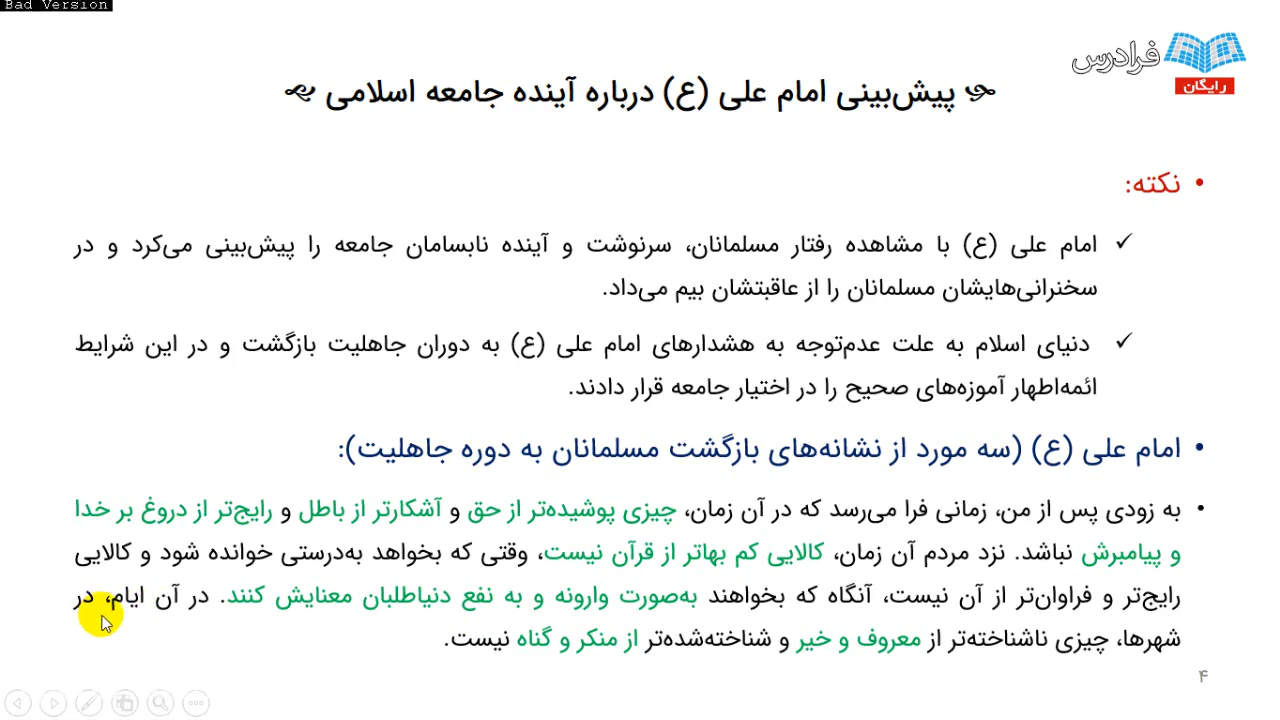 Bad Version
فرادرس
رایگان
پیش‌بینی امام علی (ع) درباره آینده جامعه اسلامی
• نکته:
✓ امام علی (ع) با مشاهده رفتار مسلمانان، سرنوشت و آینده نابسامان جامعه را پیش‌بینی می‌کرد و در
سخنرانی‌هایشان مسلمانان را از عاقبتشان بیم می‌داد.
✓ دنیای اسلام به علت عدم‌توجه به هشدارهای امام علی (ع) به دوران جاهلیت بازگشت و در این شرایط
ائمه‌اطهار آموزه‌های صحیح را در اختیار جامعه قرار دادند.
• امام علی (ع) (سه مورد از نشانه‌های بازگشت مسلمانان به دوره جاهلیت):
• به زودی پس از من، زمانی فرا می‌رسد که در آن زمان، چیزی پوشیده‌تر از حق و آشکارتر از باطل و رایج‌تر از دروغ بر خدا
و پیامبرش نباشد. نزد مردم آن زمان، کالایی کم بهاتر از قرآن نیست، وقتی که بخواهد به‌درستی خوانده شود و کالایی
رایج‌تر و فراوان‌تر از آن نیست، آنگاه که بخواهند به‌صورت وارونه و به نفع دنیاطلبان معنایش کنند. در آن ایام، در
شهرها، چیزی ناشناخته‌تر از معروف و خیر و شناخته‌شده‌تر از منکر و گناه نیست.
۴